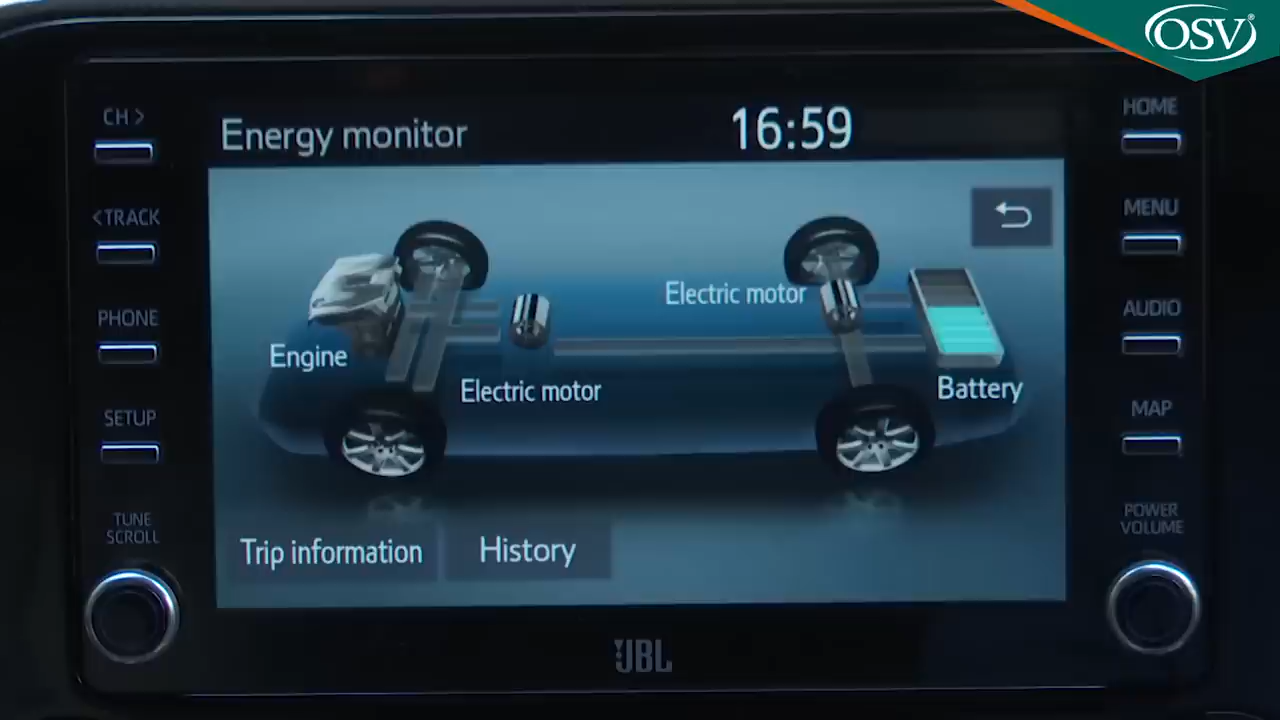 OSV®
CH >
Energy monitor
16:59
HOME
<TRACK
MENU
PHONE
Electric motor
AUDIO
Engine
Electric motor
Battery
SETUP
MAP
TUNE
SCROLL
POWER
VOLUME
Trip information
History
JBL